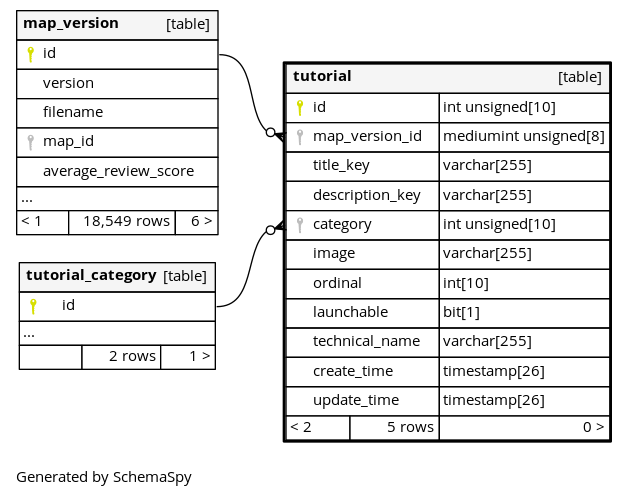 map_version [table]
id
version
filename
map_id
average_review_score
...
< 1 18,549 rows 6 >
tutorial_category [table]
id
...
2 rows 1 >
tutorial [table]
id int unsigned[10]
map_version_id mediumint unsigned[8]
title_key varchar[255]
description_key varchar[255]
category int unsigned[10]
image varchar[255]
ordinal int[10]
launchable bit[1]
technical_name varchar[255]
create_time timestamp[26]
update_time timestamp[26]
< 2 5 rows 0 >
Generated by SchemaSpy